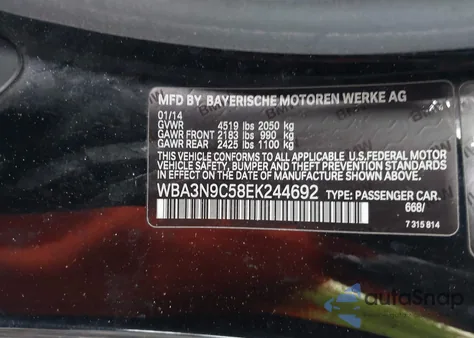 MFD BY BAYERISCHE MOTOREN WERKE AG
01/14
GVWR 4519 lbs 2050 kg
GAWR FRONT 2183 lbs 990 kg
GAWR REAR 2425 lbs 1100 kg
THIS VEHICLE CONFORMS TO ALL APPLICABLE U.S. FEDERAL MOTOR
VEHICLE SAFETY, BUMPER AND THEFT PREVENTION STANDARDS
IN EFFECT ON THE DATE OF MANUFACTURE SHOWN ABOVE.
WBA3N9C58EK244692 TYPE: PASSENGER CAR
668/
7 315 814
autoSnap